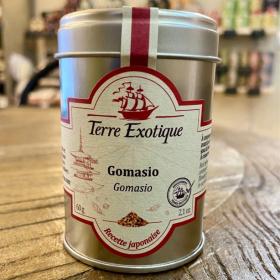 Terre Exotique
Gomasio
Gomasio
60 g
2.1 oz
Recette japonaise